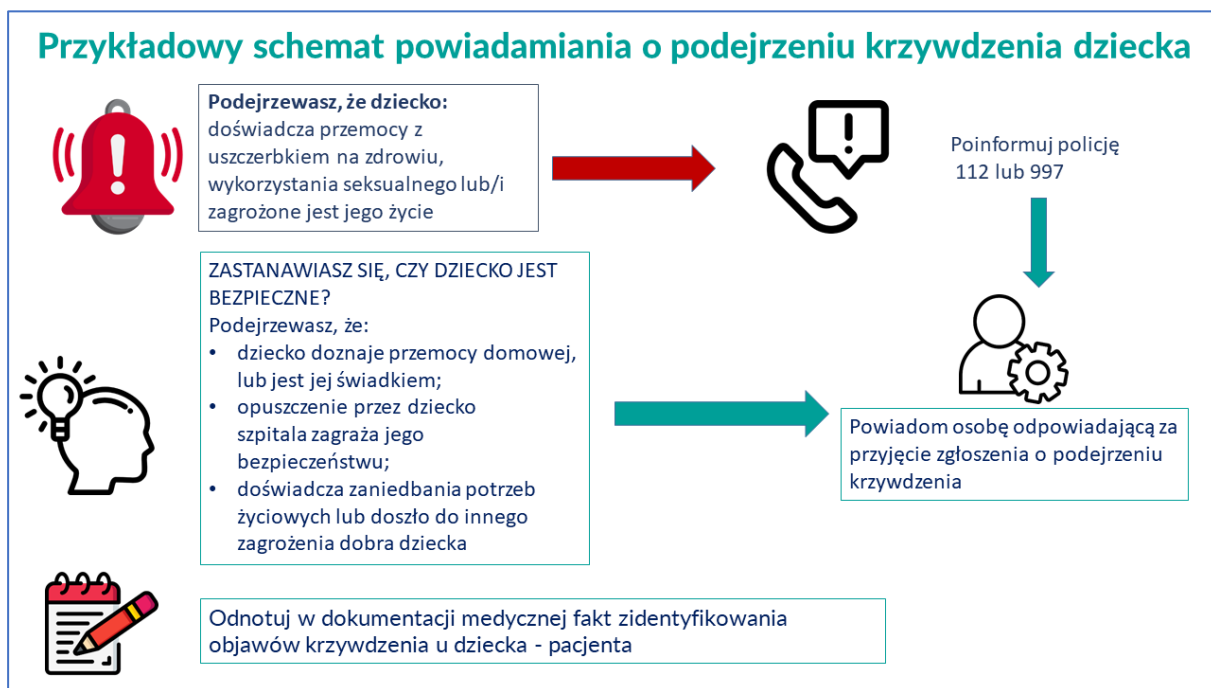 Przykładowy schemat powiadamiania o podejrzeniu krzywdzenia dziecka
Podejrzewasz, że dziecko:
doświadcza przemocy z
uszczerbkiem na zdrowiu,
wykorzystania seksualnego lub/i
zagrożone jest jego życie
Poinformuj policję
112 lub 997
ZASTANAWIASZ SIĘ, CZY DZIECKO JEST
BEZPIECZNE?
Podejrzewasz, że:
• dziecko doznaje przemocy domowej,
lub jest jej świadkiem;
• opuszczenie przez dziecko
szpitala zagraża jego
bezpieczeństwu;
• doświadcza zaniedbania potrzeb
życiowych lub doszło do innego
zagrożenia dobra dziecka
Powiadom osobę odpowiadającą za
przyjęcie zgłoszenia o podejrzeniu
krzywdzenia
Odnotuj w dokumentacji medycznej fakt zidentyfikowania
objawów krzywdzenia u dziecka - pacjenta